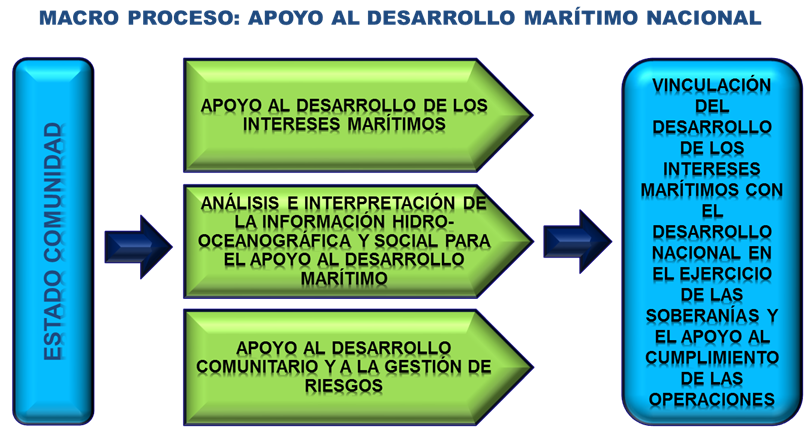 MACRO PROCESO: APOYO AL DESARROLLO MARÍTIMO NACIONAL
ESTADO COMUNIDAD
APOYO AL DESARROLLO DE LOS
INTERESES MARÍTIMOS
ANÁLISIS E INTERPRETACIÓN DE
LA INFORMACIÓN HIDRO-
OCEANOGRÁFICA Y SOCIAL PARA
EL APOYO AL DESARROLLO
MARÍTIMO
APOYO AL DESARROLLO
COMUNITARIO Y A LA GESTIÓN DE
RIESGOS
VINCULACIÓN
DEL
DESARROLLO
DE LOS
INTERESES
MARÍTIMOS CON
EL
DESARROLLO
NACIONAL EN
EL EJERCICIO
DE LAS
SOBERANÍAS Y
EL APOYO AL
CUMPLIMIENTO
DE LAS
OPERACIONES